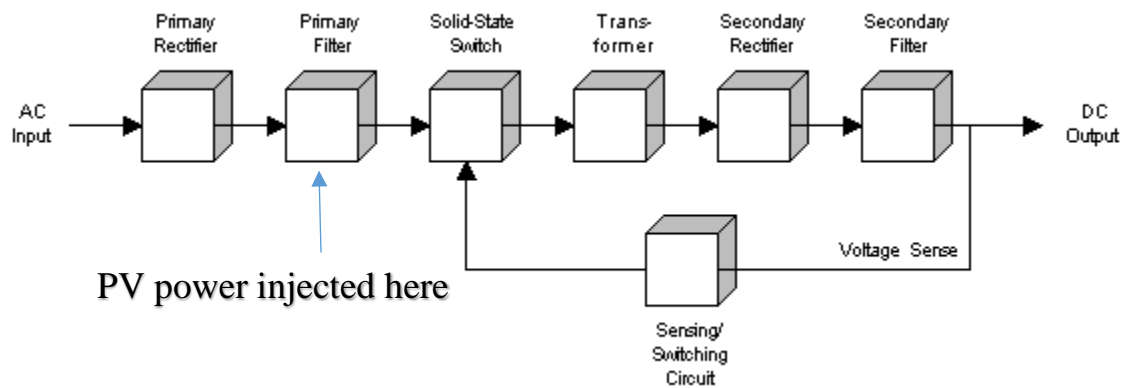 Primary
Rectifier
Primary
Filter
Solid-State
Switch
Trans-
former
Secondary
Rectifier
Secondary
Filter
AC
Input
DC
Output
Voltage Sense
PV power injected here
Sensing/
Switching
Circuit